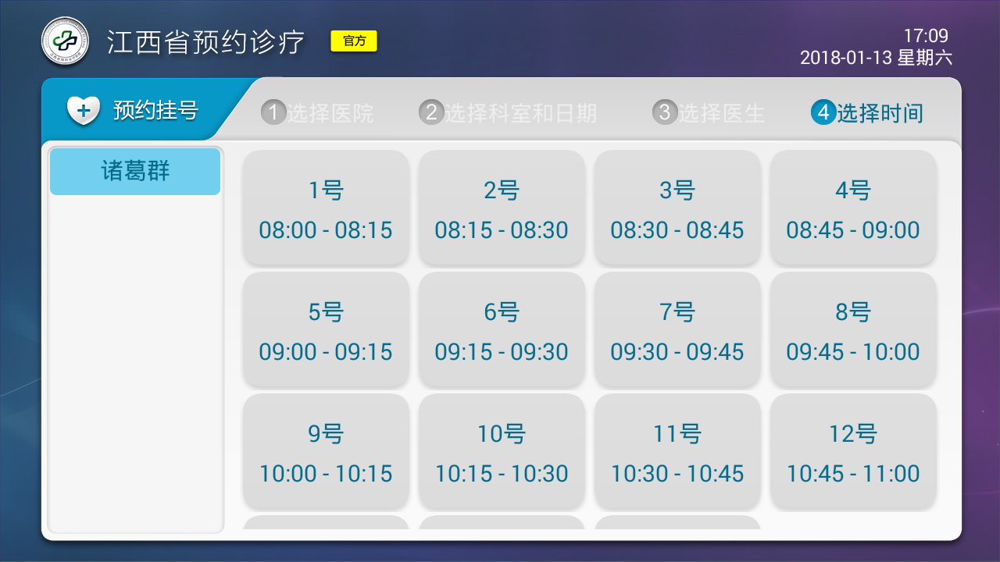 江西省预约诊疗
官方
17:09
2018-01-13 星期六
预约挂号
1选择医院
2选择科室和日期
3选择医生
4选择时间
诸葛群
1号
08:00 - 08:15
2号
08:15 - 08:30
3号
08:30 - 08:45
4号
08:45 - 09:00
5号
09:00 - 09:15
6号
09:15 - 09:30
7号
09:30 - 09:45
8号
09:45 - 10:00
9号
10:00 - 10:15
10号
10:15 - 10:30
11号
10:30 - 10:45
12号
10:45 - 11:00